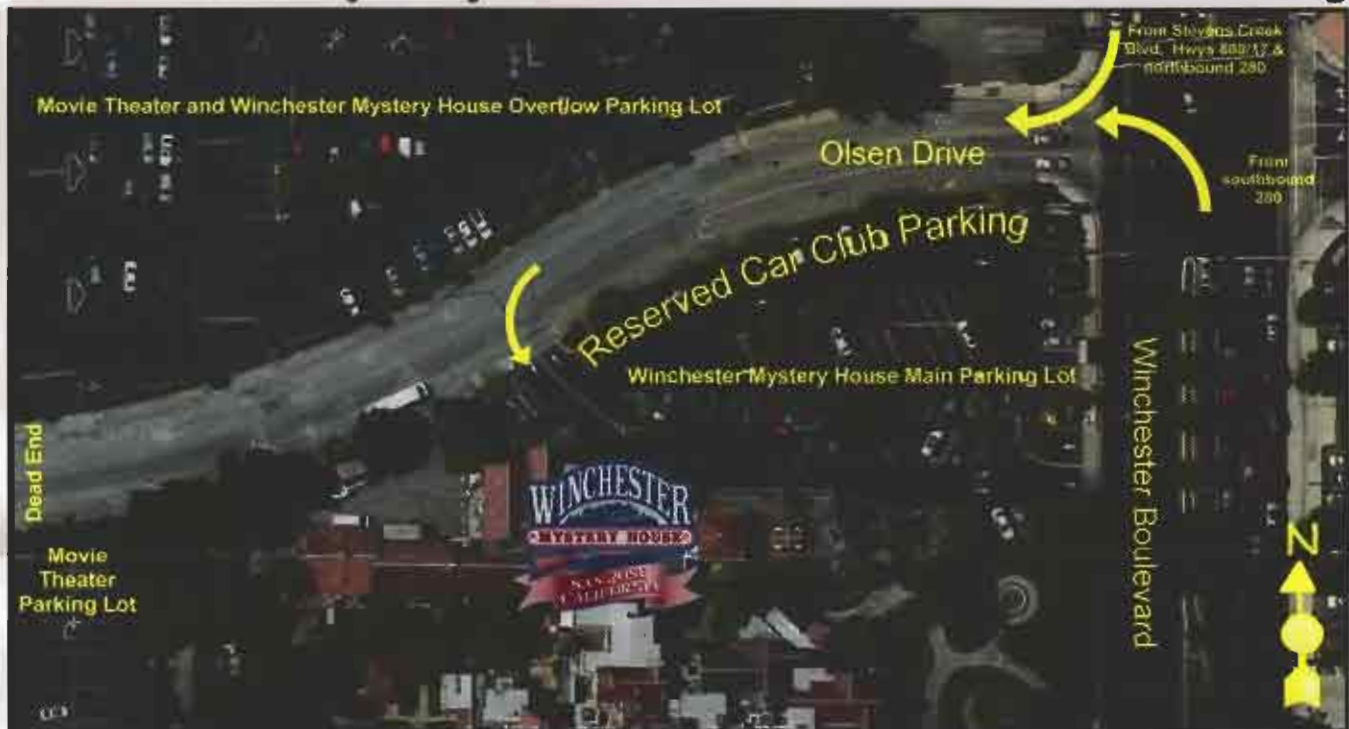 From Stevens Creek
Blvd, Hwys 880/17 &
northbound 280
Movie Theater and Winchester Mystery House Overflow Parking Lot
Olsen Drive
From
southbound
280
Reserved Car Club Parking
Winchester Mystery House Main Parking Lot
Winchester Boulevard
Dead End
WINCHESTER
MYSTERY HOUSE
SAN JOSE
CALIFORNIA
Movie
Theater
Parking Lot
N